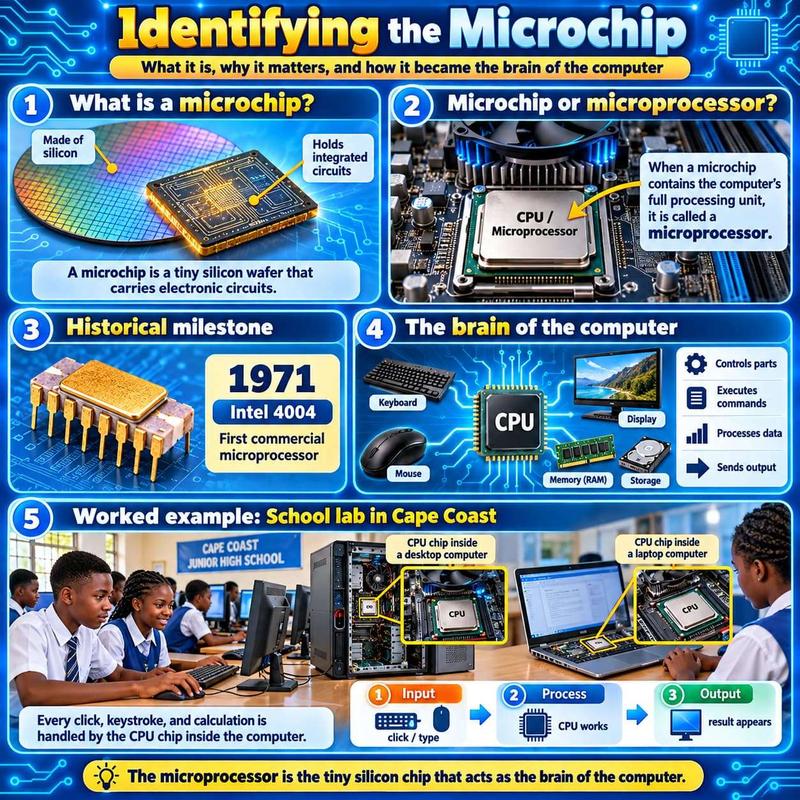 Identifying the Microchip
What it is, why it matters, and how it became the brain of the computer
1 What is a microchip?
Made of
silicon
Holds
integrated
circuits
A microchip is a tiny silicon wafer that
carries electronic circuits.
2 Microchip or microprocessor?
CPU /
Microprocessor
When a microchip
contains the computer's
full processing unit,
it is called a
microprocessor.
3 Historical milestone
1971
Intel 4004
First commercial
microprocessor
4 The brain of the computer
Keyboard
Mouse
CPU
Display
Memory (RAM)
Storage
Controls parts
Executes
commands
Processes data
Sends output
5 Worked example: School lab in Cape Coast
CAPE COAST
JUNIOR HIGH SCHOOL
CPU chip inside
a desktop computer
CPU
CPU chip inside
a laptop computer
CPU
Every click, keystroke, and calculation is
handled by the CPU chip inside the computer.
1 Input
click / type
2 Process
CPU works
3 Output
result appears
The microprocessor is the tiny silicon chip that acts as the brain of the computer.